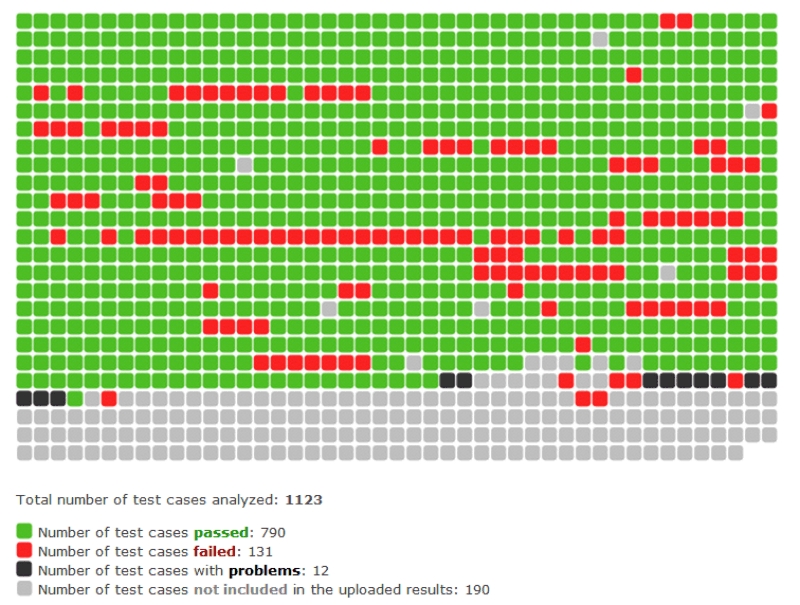 Total number of test cases analyzed: 1123
Number of test cases passed: 790
Number of test cases failed: 131
Number of test cases with problems: 12
Number of test cases not included in the uploaded results: 190